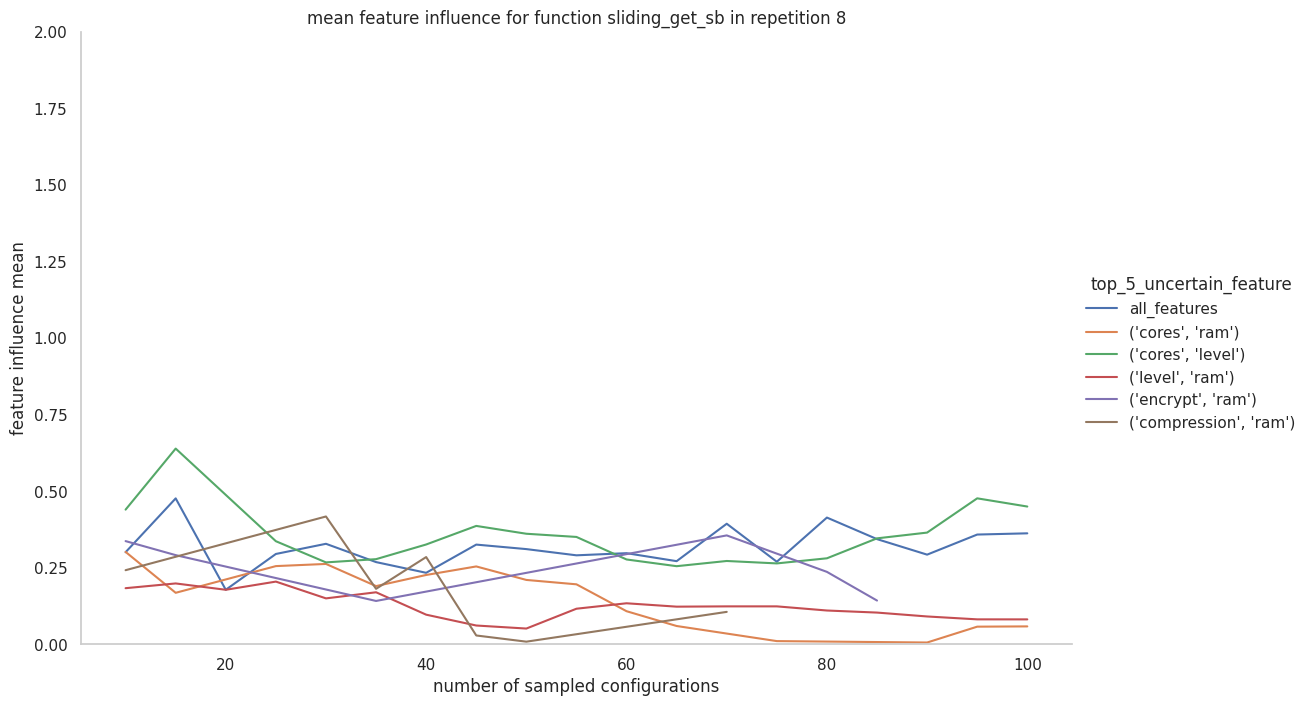 mean feature influence for function sliding_get_sb in repetition 8
2.00
1.75
1.50
1.25
1.00
0.75
0.50
0.25
0.00
feature influence mean
20
40
60
80
100
number of sampled configurations
top_5_uncertain_feature
all_features
('cores', 'ram')
('cores', 'level')
('level', 'ram')
('encrypt', 'ram')
('compression', 'ram')